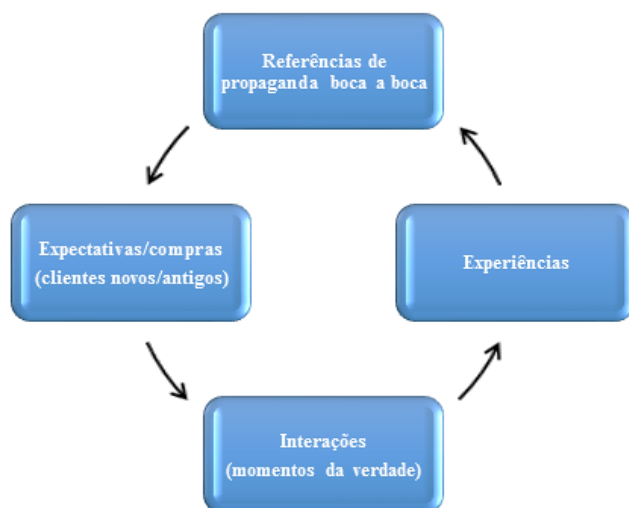 Referências de
propaganda boca a boca
Expectativas/compras
(clientes novos/antigos)
Experiências
Interações
(momentos da verdade)